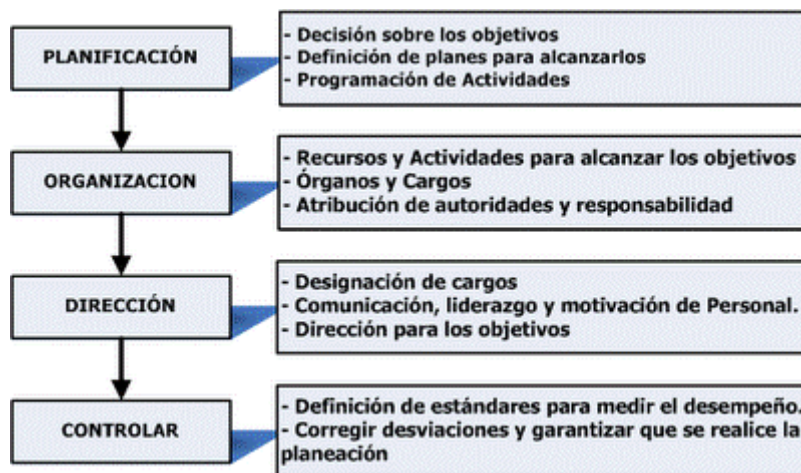 PLANIFICACIÓN
- Decisión sobre los objetivos
- Definición de planes para alcanzarlos
- Programación de Actividades
ORGANIZACION
- Recursos y Actividades para alcanzar los objetivos
- Órganos y Cargos
- Atribución de autoridades y responsabilidad
DIRECCIÓN
- Designación de cargos
- Comunicación, liderazgo y motivación de Personal.
- Dirección para los objetivos
CONTROLAR
- Definición de estándares para medir el desempeño.
- Corregir desviaciones y garantizar que se realice la
planeación